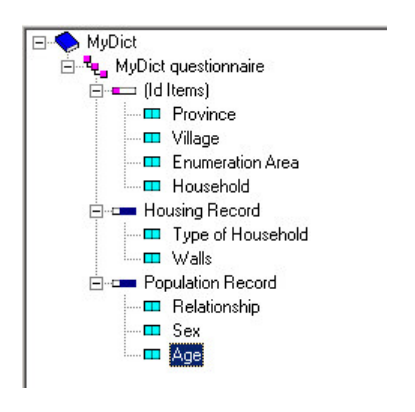 MyDict
MyDict questionnaire
(Id Items)
Province
Village
Enumeration Area
Household
Housing Record
Type of Household
Walls
Population Record
Relationship
Sex
Age